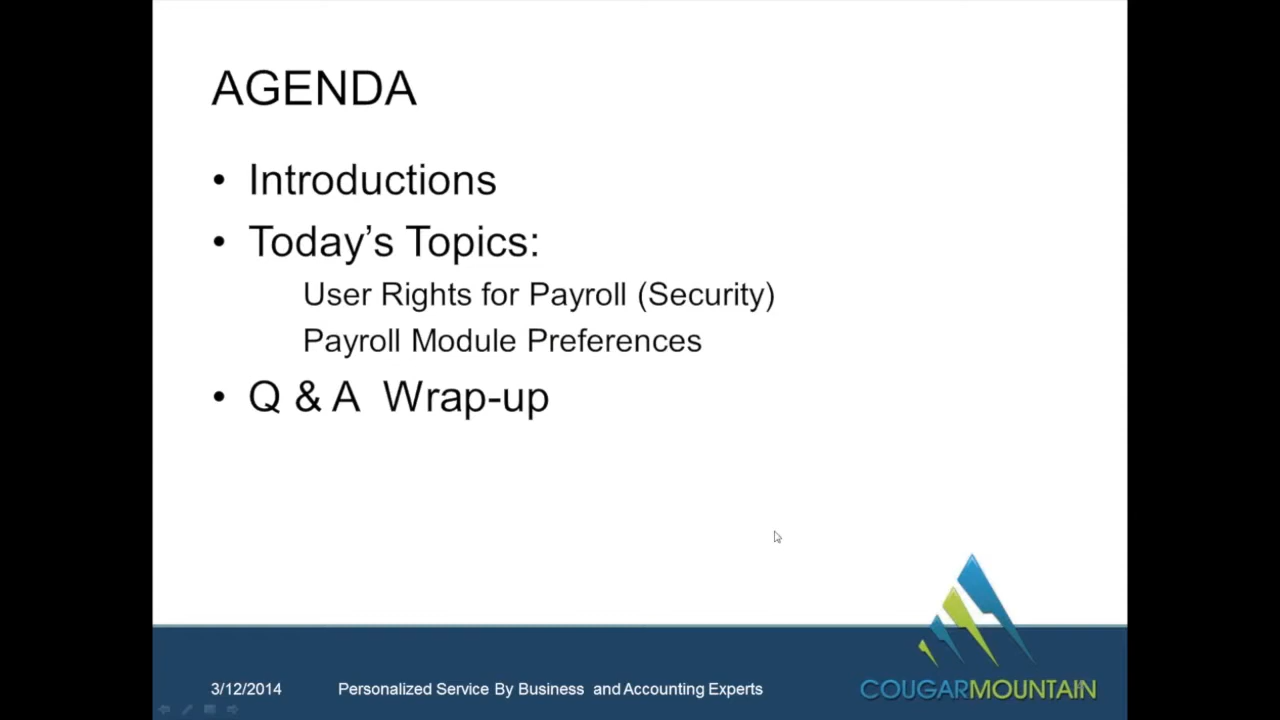 AGENDA
• Introductions
• Today's Topics:
User Rights for Payroll (Security)
Payroll Module Preferences
• Q & A  Wrap-up
3/12/2014
Personalized Service By Business  and Accounting Experts
COUGARMOUNTAIN